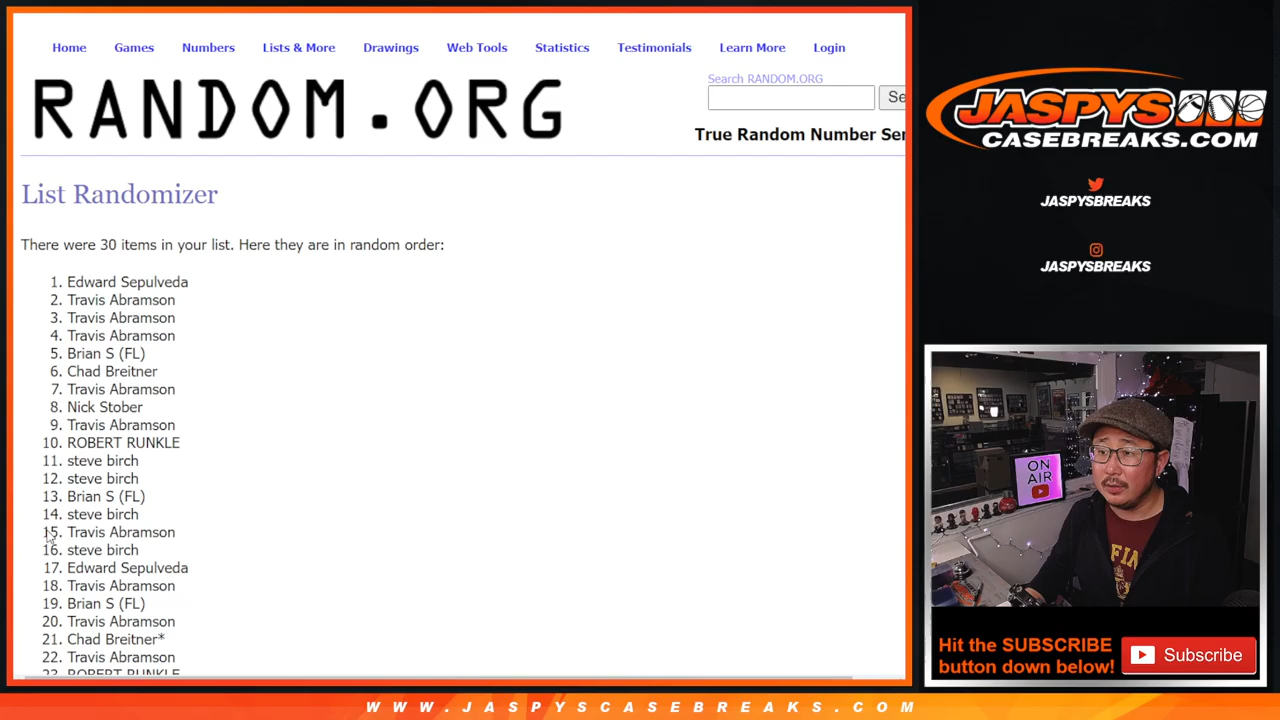 Home Games Numbers Lists & More Drawings Web Tools Statistics Testimonials Learn More Login
RANDOM.ORG
Search RANDOM.ORG
Se
True Random Number Ser
List Randomizer
There were 30 items in your list. Here they are in random order:
1. Edward Sepulveda
2. Travis Abramson
3. Travis Abramson
4. Travis Abramson
5. Brian S (FL)
6. Chad Breitner
7. Travis Abramson
8. Nick Stober
9. Travis Abramson
10. ROBERT RUNKLE
11. steve birch
12. steve birch
13. Brian S (FL)
14. steve birch
15. Travis Abramson
16. steve birch
17. Edward Sepulveda
18. Travis Abramson
19. Brian S (FL)
20. Travis Abramson
21. Chad Breitner*
22. Travis Abramson
23. ROBERT RUNKLE
JASPYS
CASEBREAKS.COM
JASPYSBREAKS
JASPYSBREAKS
ON
AIR
Hit the SUBSCRIBE
button down below!
Subscribe
WWW.JASPYSCASEBREAKS.COM